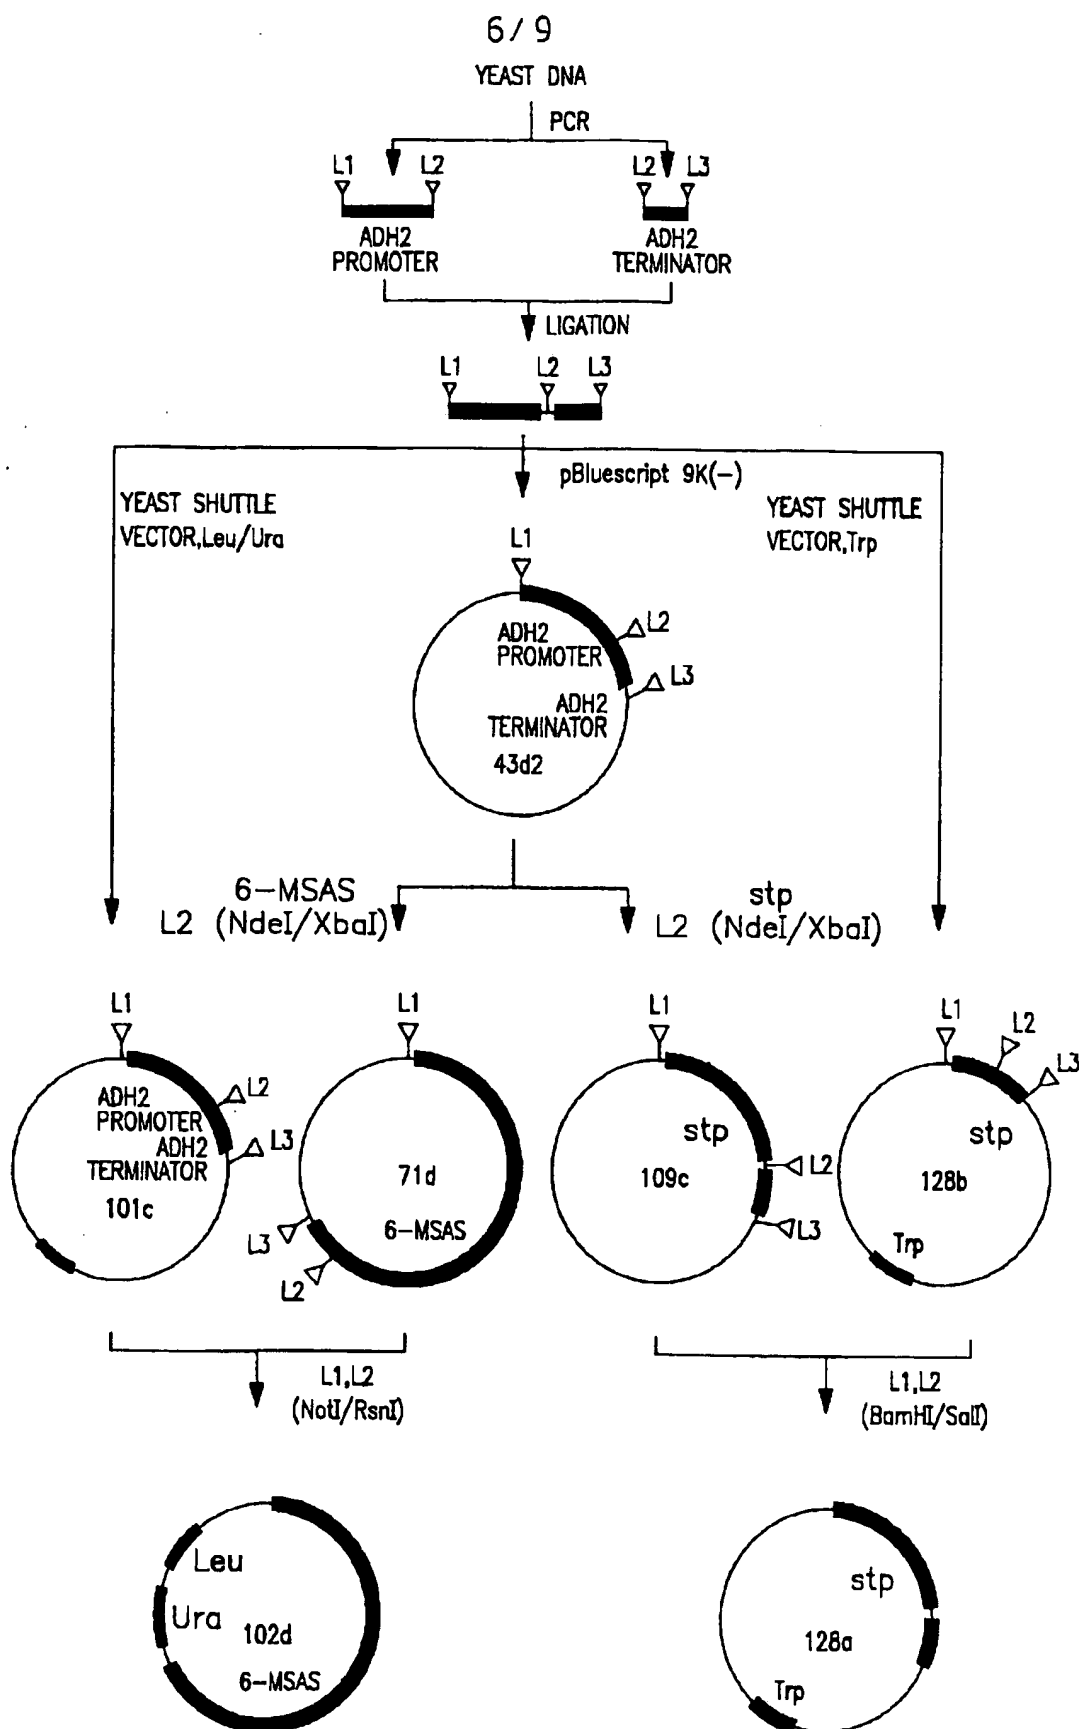 6/9
YEAST DNA
PCR
L1
L2
L2
L3
ADH2
PROMOTER
ADH2
TERMINATOR
LIGATION
L1
L2
L3
pBluescript 9K(-)
YEAST SHUTTLE
VECTOR,Leu/Ura
YEAST SHUTTLE
VECTOR,Trp
L1
L2
L3
ADH2
PROMOTER
ADH2
TERMINATOR
43d2
6-MSAS
L2 (NdeI/XbaI)
stp
L2 (NdeI/XbaI)
L1
L2
L3
ADH2
PROMOTER
ADH2
TERMINATOR
101c
L1
71d
6-MSAS
L3
L2
L1
stp
L2
109c
L3
L1
L2
L3
stp
128b
Trp
L1,L2
(NotI/RsnI)
L1,L2
(BamHI/SalI)
Leu
Ura
102d
6-MSAS
stp
128a
Trp